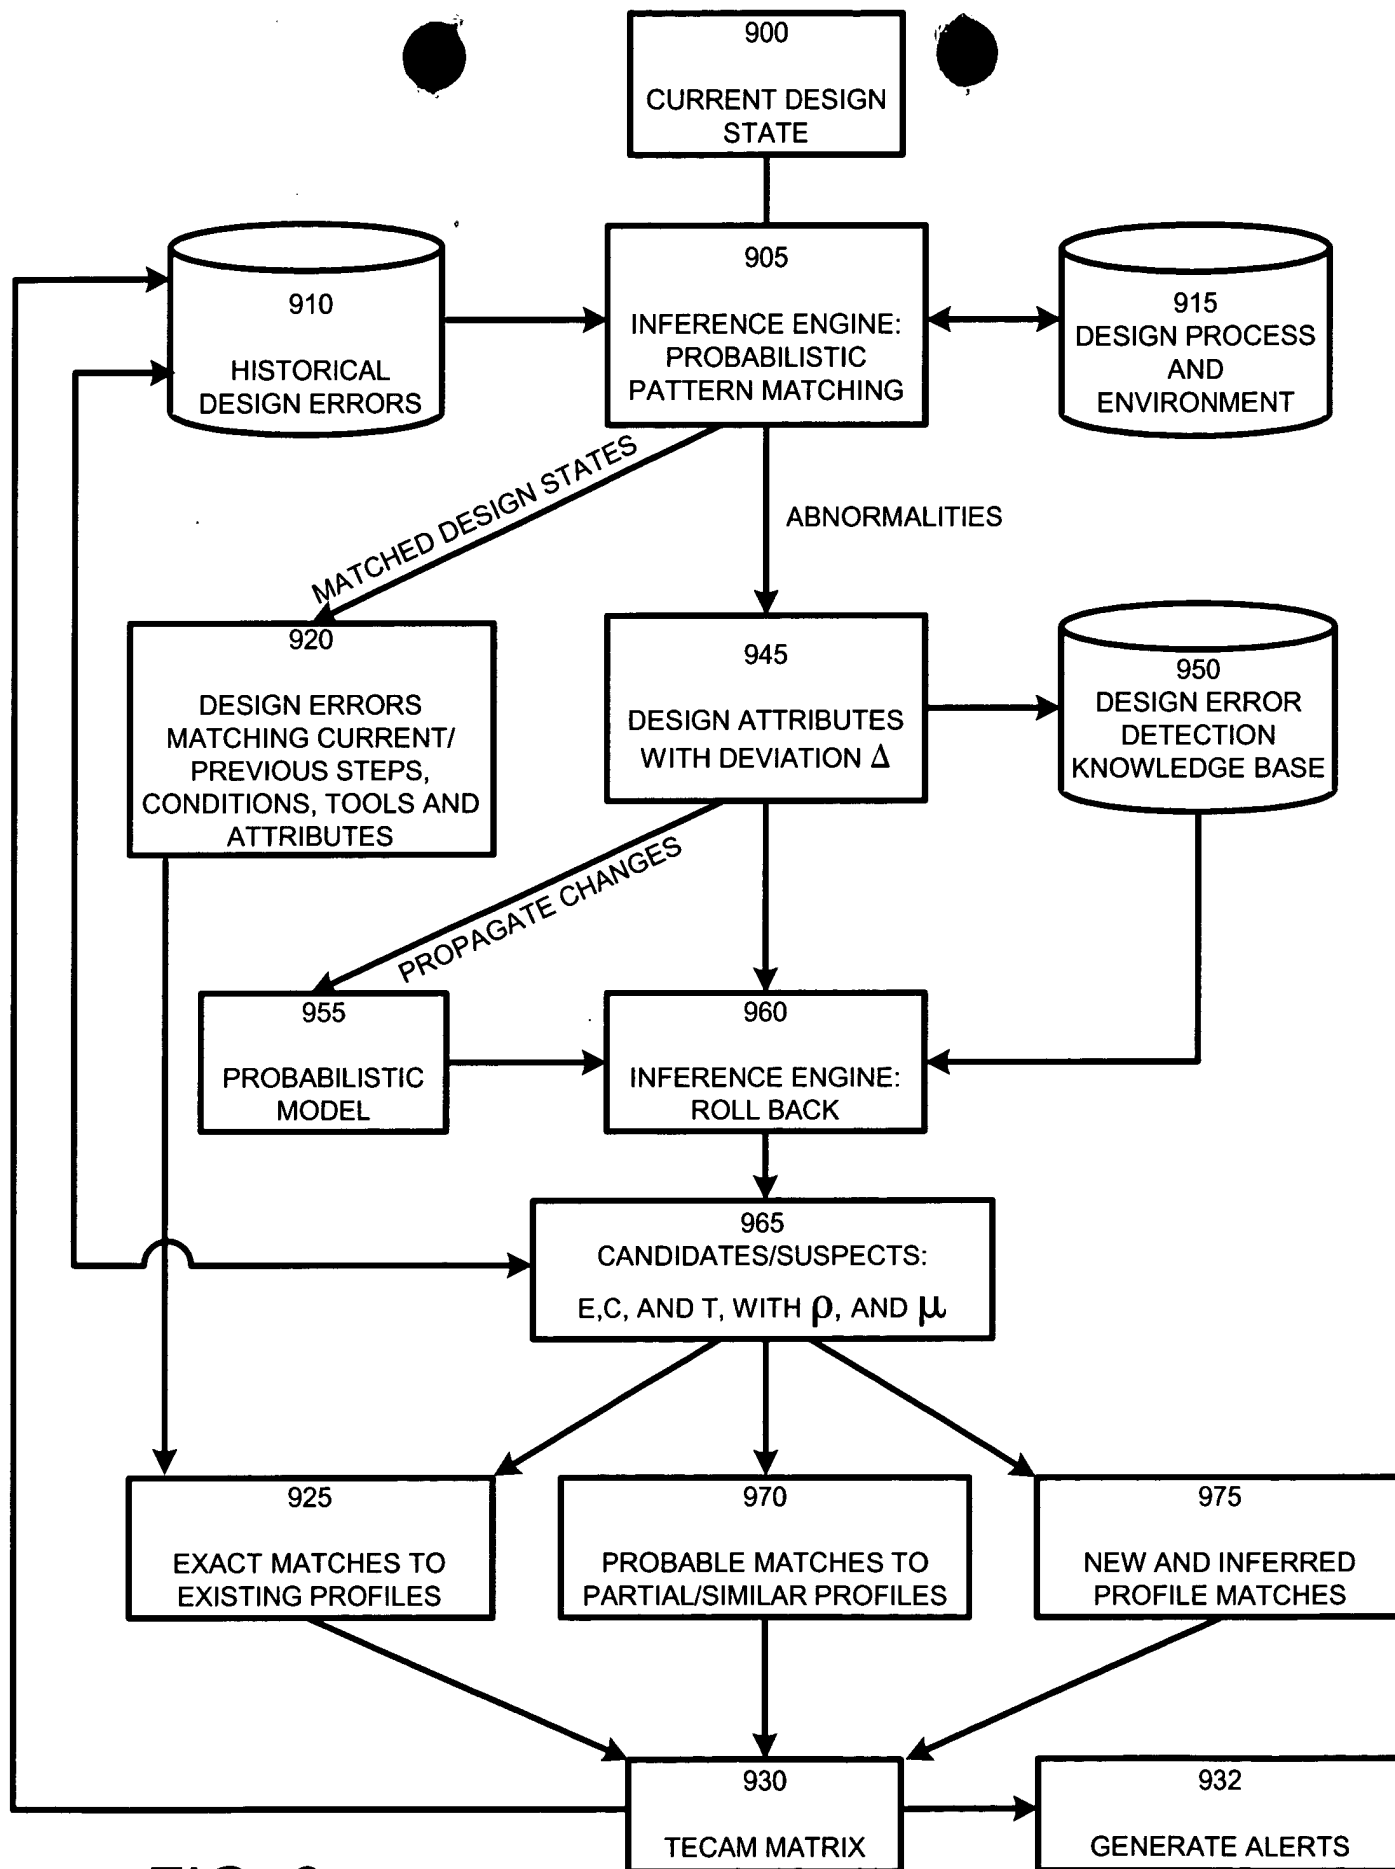 900
CURRENT DESIGN
STATE
910
HISTORICAL
DESIGN ERRORS
905
INFERENCE ENGINE:
PROBABILISTIC
PATTERN MATCHING
915
DESIGN PROCESS
AND
ENVIRONMENT
MATCHED DESIGN STATES
ABNORMALITIES
920
DESIGN ERRORS
MATCHING CURRENT/
PREVIOUS STEPS,
CONDITIONS, TOOLS AND
ATTRIBUTES
945
DESIGN ATTRIBUTES
WITH DEVIATION Δ
950
DESIGN ERROR
DETECTION
KNOWLEDGE BASE
PROPAGATE CHANGES
955
PROBABILISTIC
MODEL
960
INFERENCE ENGINE:
ROLL BACK
965
CANDIDATES/SUSPECTS:
E,C, AND T, WITH ρ, AND μ
925
EXACT MATCHES TO
EXISTING PROFILES
970
PROBABLE MATCHES TO
PARTIAL/SIMILAR PROFILES
975
NEW AND INFERRED
PROFILE MATCHES
930
TECAM MATRIX
932
GENERATE ALERTS